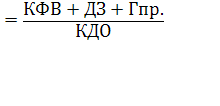 = КФВ + ДЗ + Гпр.
КДО